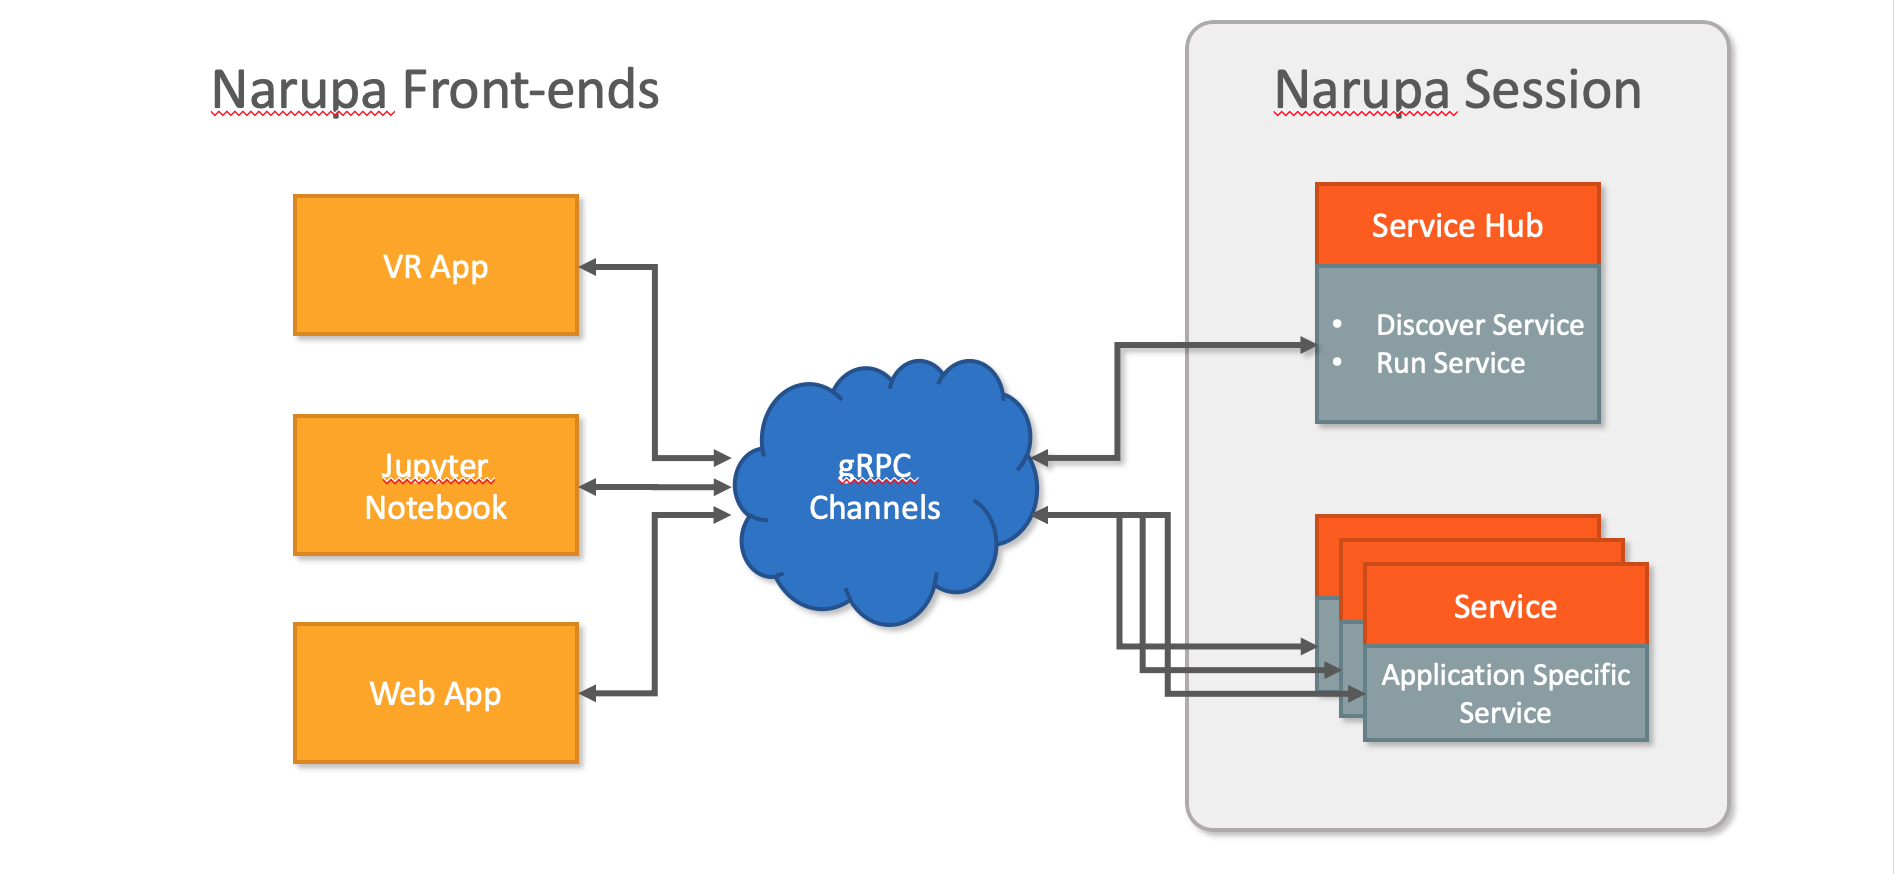 Narupa Front-ends
Narupa Session
VR App
Jupyter
Notebook
Web App
gRPC
Channels
Service Hub
• Discover Service
• Run Service
Service
Application Specific
Service